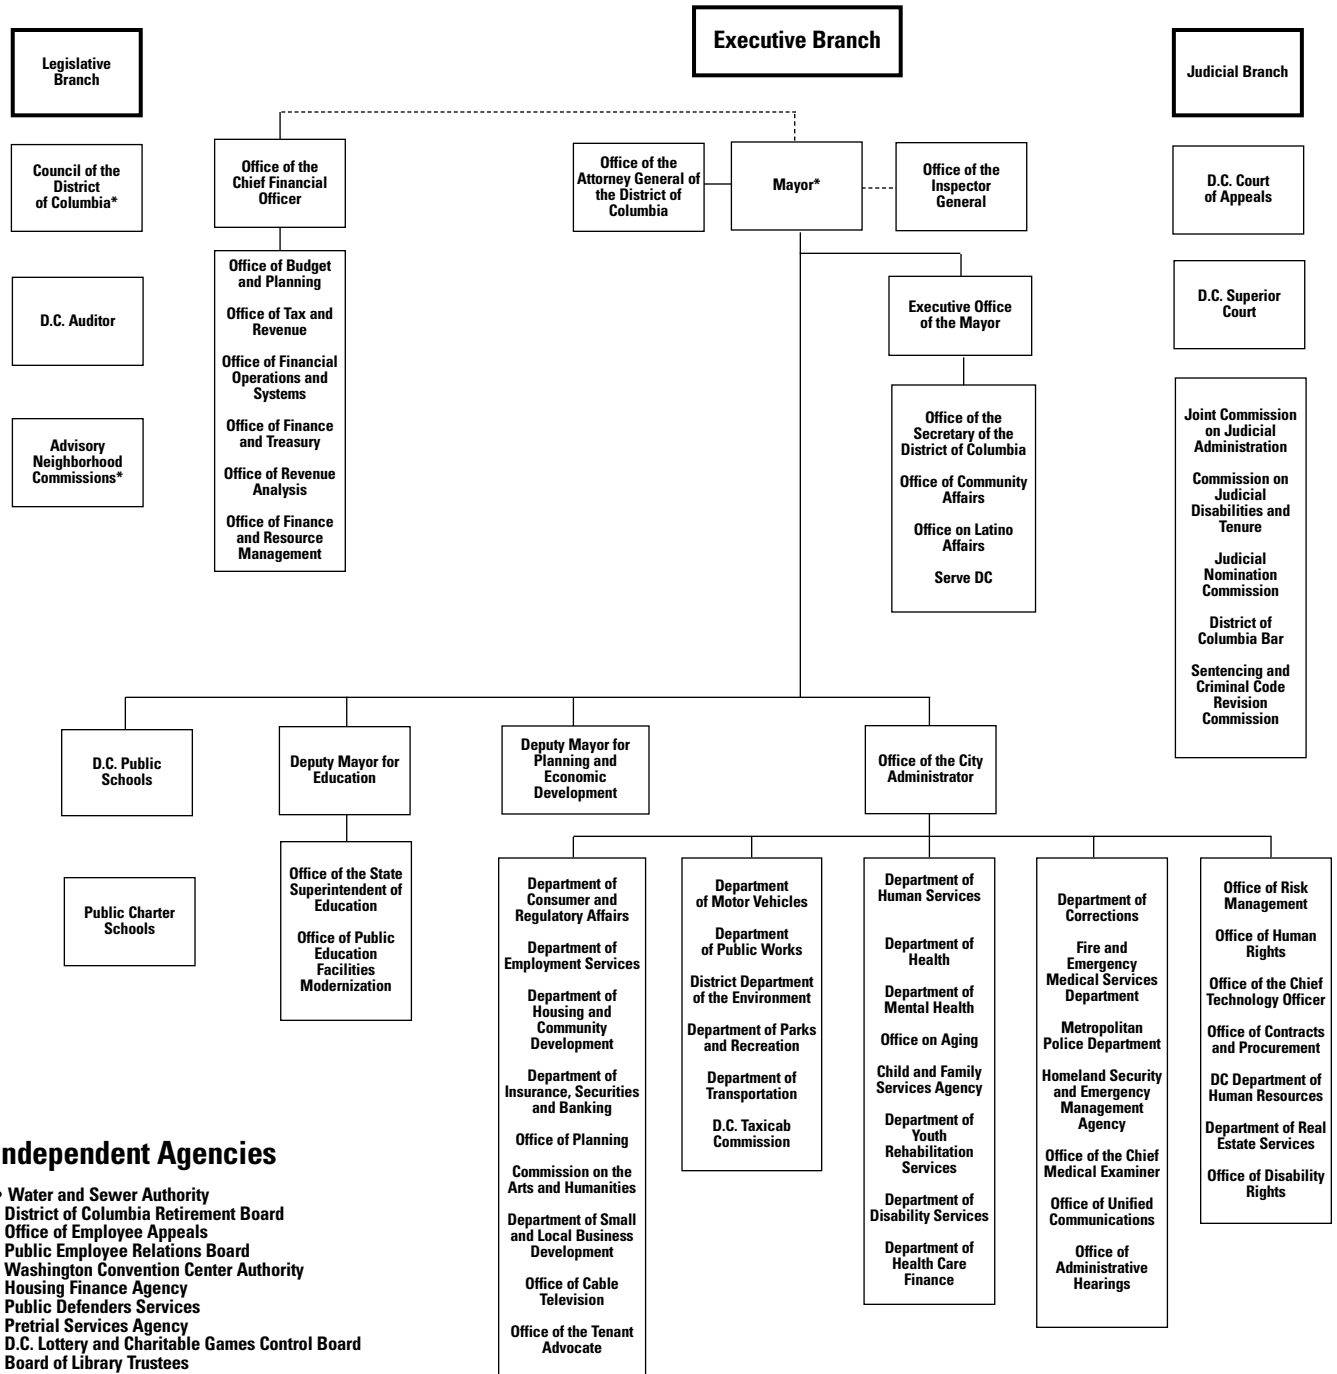 Executive Branch
Legislative
Branch
Judicial Branch
Council of the
District
of Columbia*
Office of the
Chief Financial
Officer
Office of the
Attorney General of
the District of
Columbia
Mayor*
Office of the
Inspector
General
D.C. Court
of Appeals
D.C. Auditor
Office of Budget
and Planning
Office of Tax and
Revenue
Office of Financial
Operations and
Systems
Office of Finance
and Treasury
Office of Revenue
Analysis
Office of Finance
and Resource
Management
Executive Office
of the Mayor
D.C. Superior
Court
Advisory
Neighborhood
Commissions*
Office of the
Secretary of the
District of Columbia
Office of Community
Affairs
Office on Latino
Affairs
Serve DC
Joint Commission
on Judicial
Administration
Commission on
Judicial
Disabilities and
Tenure
Judicial
Nomination
Commission
District of
Columbia Bar
Sentencing and
Criminal Code
Revision
Commission
D.C. Public
Schools
Deputy Mayor for
Education
Deputy Mayor for
Planning and
Economic
Development
Office of the City
Administrator
Public Charter
Schools
Office of the State
Superintendent of
Education
Office of Public
Education
Facilities
Modernization
Department of
Consumer and
Regulatory Affairs
Department of
Employment Services
Department of
Housing and
Community
Development
Department of
Insurance, Securities
and Banking
Office of Planning
Commission on the
Arts and Humanities
Department of Small
and Local Business
Development
Office of Cable
Television
Office of the Tenant
Advocate
Department
of Motor Vehicles
Department
of Public Works
District Department
of the Environment
Department of Parks
and Recreation
Department of
Transportation
D.C. Taxicab
Commission
Department of
Human Services
Department of
Health
Department of
Mental Health
Office on Aging
Child and Family
Services Agency
Department of
Youth
Rehabilitation
Services
Department of
Disability Services
Department of
Health Care
Finance
Department of
Corrections
Fire and
Emergency
Medical Services
Department
Metropolitan
Police Department
Homeland Security
and Emergency
Management
Agency
Office of the Chief
Medical Examiner
Office of Unified
Communications
Office of
Administrative
Hearings
Office of Risk
Management
Office of Human
Rights
Office of the Chief
Technology Officer
Office of Contracts
and Procurement
DC Department of
Human Resources
Department of Real
Estate Services
Office of Disability
Rights
ndependent Agencies
• Water and Sewer Authority
District of Columbia Retirement Board
Office of Employee Appeals
Public Employee Relations Board
Washington Convention Center Authority
Housing Finance Agency
Public Defenders Services
Pretrial Services Agency
D.C. Lottery and Charitable Games Control Board
Board of Library Trustees